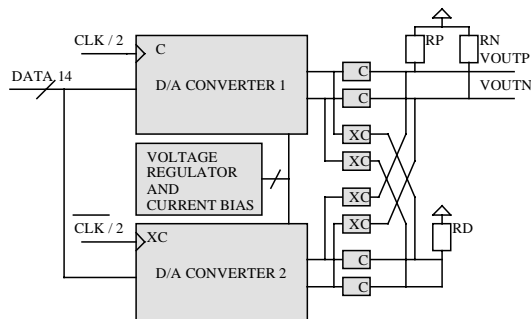 CLK / 2
C
RP
RN
VOUTP
DATA 14
D/A CONVERTER 1
C
C
VOUTN
XC
XC
VOLTAGE
REGULATOR
AND
CURRENT BIAS
XC
XC
CLK / 2
XC
RD
D/A CONVERTER 2
C
C